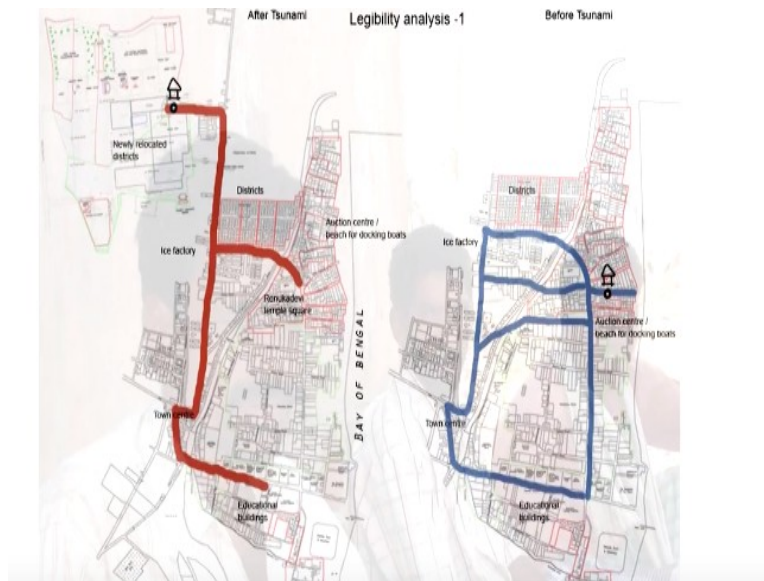 After Tsunami
Legibility analysis -1
Before Tsunami
Newly relocated
districts
Districts
Auction centre /
beach for docking boats
Ice factory
Renukadevi
temple square
BAY OF BENGAL
Town centre
Educational
buildings
Districts
Ice factory
Auction centre /
beach for docking boats
Town centre
Educational
buildings